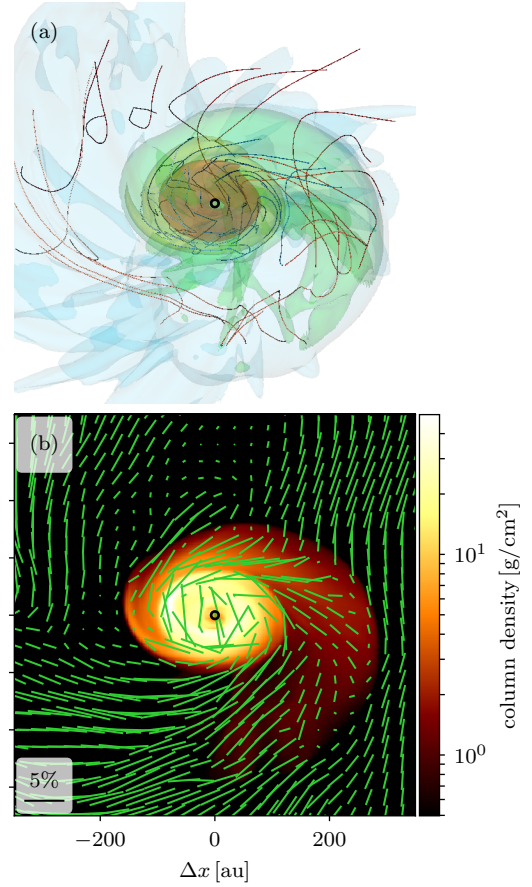 (a)
(b)
5%
−200 0 200
Δx [au]
10¹
10⁰
column density [g/cm²]